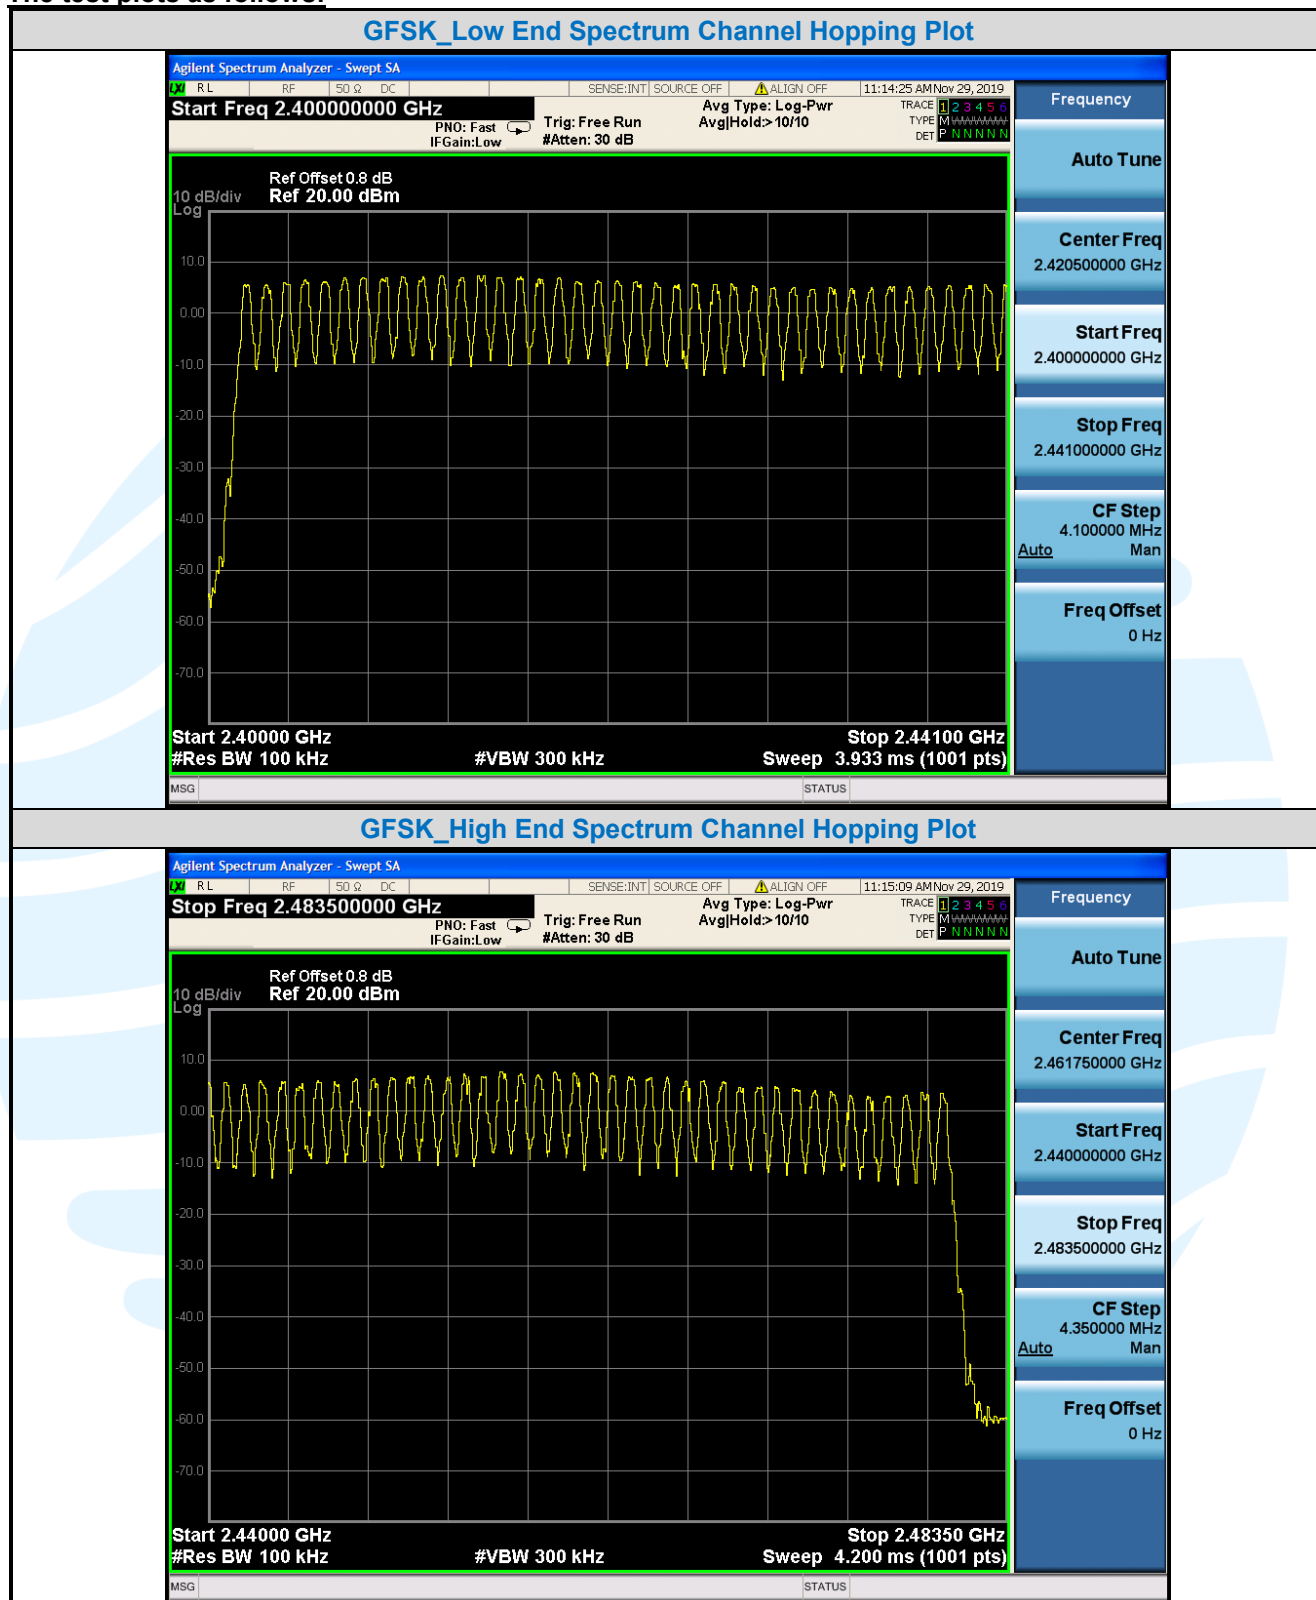 The test plots as follows:
GFSK_Low End Spectrum Channel Hopping Plot
Agilent Spectrum Analyzer - Swept SA
LXI RL RF 50 Ω DC SENSE:INT SOURCE OFF ALIGN OFF 11:14:25 AM Nov 29, 2019
Start Freq 2.400000000 GHz
PNO: Fast
IFGain:Low
Trig: Free Run
#Atten: 30 dB
Avg Type: Log-Pwr
Avg|Hold:>10/10
TRACE 1 2 3 4 5 6
TYPE M
DET P N N N N N
Ref Offset 0.8 dB
10 dB/div Ref 20.00 dBm
Log
10.0
0.00
-10.0
-20.0
-30.0
-40.0
-50.0
-60.0
-70.0
Start 2.40000 GHz Stop 2.44100 GHz
#Res BW 100 kHz #VBW 300 kHz Sweep 3.933 ms (1001 pts)
MSG STATUS
Frequency
Auto Tune
Center Freq
2.420500000 GHz
Start Freq
2.400000000 GHz
Stop Freq
2.441000000 GHz
CF Step
4.100000 MHz
Auto Man
Freq Offset
0 Hz
GFSK_High End Spectrum Channel Hopping Plot
Agilent Spectrum Analyzer - Swept SA
LXI RL RF 50 Ω DC SENSE:INT SOURCE OFF ALIGN OFF 11:15:09 AM Nov 29, 2019
Stop Freq 2.483500000 GHz
PNO: Fast
IFGain:Low
Trig: Free Run
#Atten: 30 dB
Avg Type: Log-Pwr
Avg|Hold:>10/10
TRACE 1 2 3 4 5 6
TYPE M
DET P N N N N N
Ref Offset 0.8 dB
10 dB/div Ref 20.00 dBm
Log
10.0
0.00
-10.0
-20.0
-30.0
-40.0
-50.0
-60.0
-70.0
Start 2.44000 GHz Stop 2.48350 GHz
#Res BW 100 kHz #VBW 300 kHz Sweep 4.200 ms (1001 pts)
MSG STATUS
Frequency
Auto Tune
Center Freq
2.461750000 GHz
Start Freq
2.440000000 GHz
Stop Freq
2.483500000 GHz
CF Step
4.350000 MHz
Auto Man
Freq Offset
0 Hz